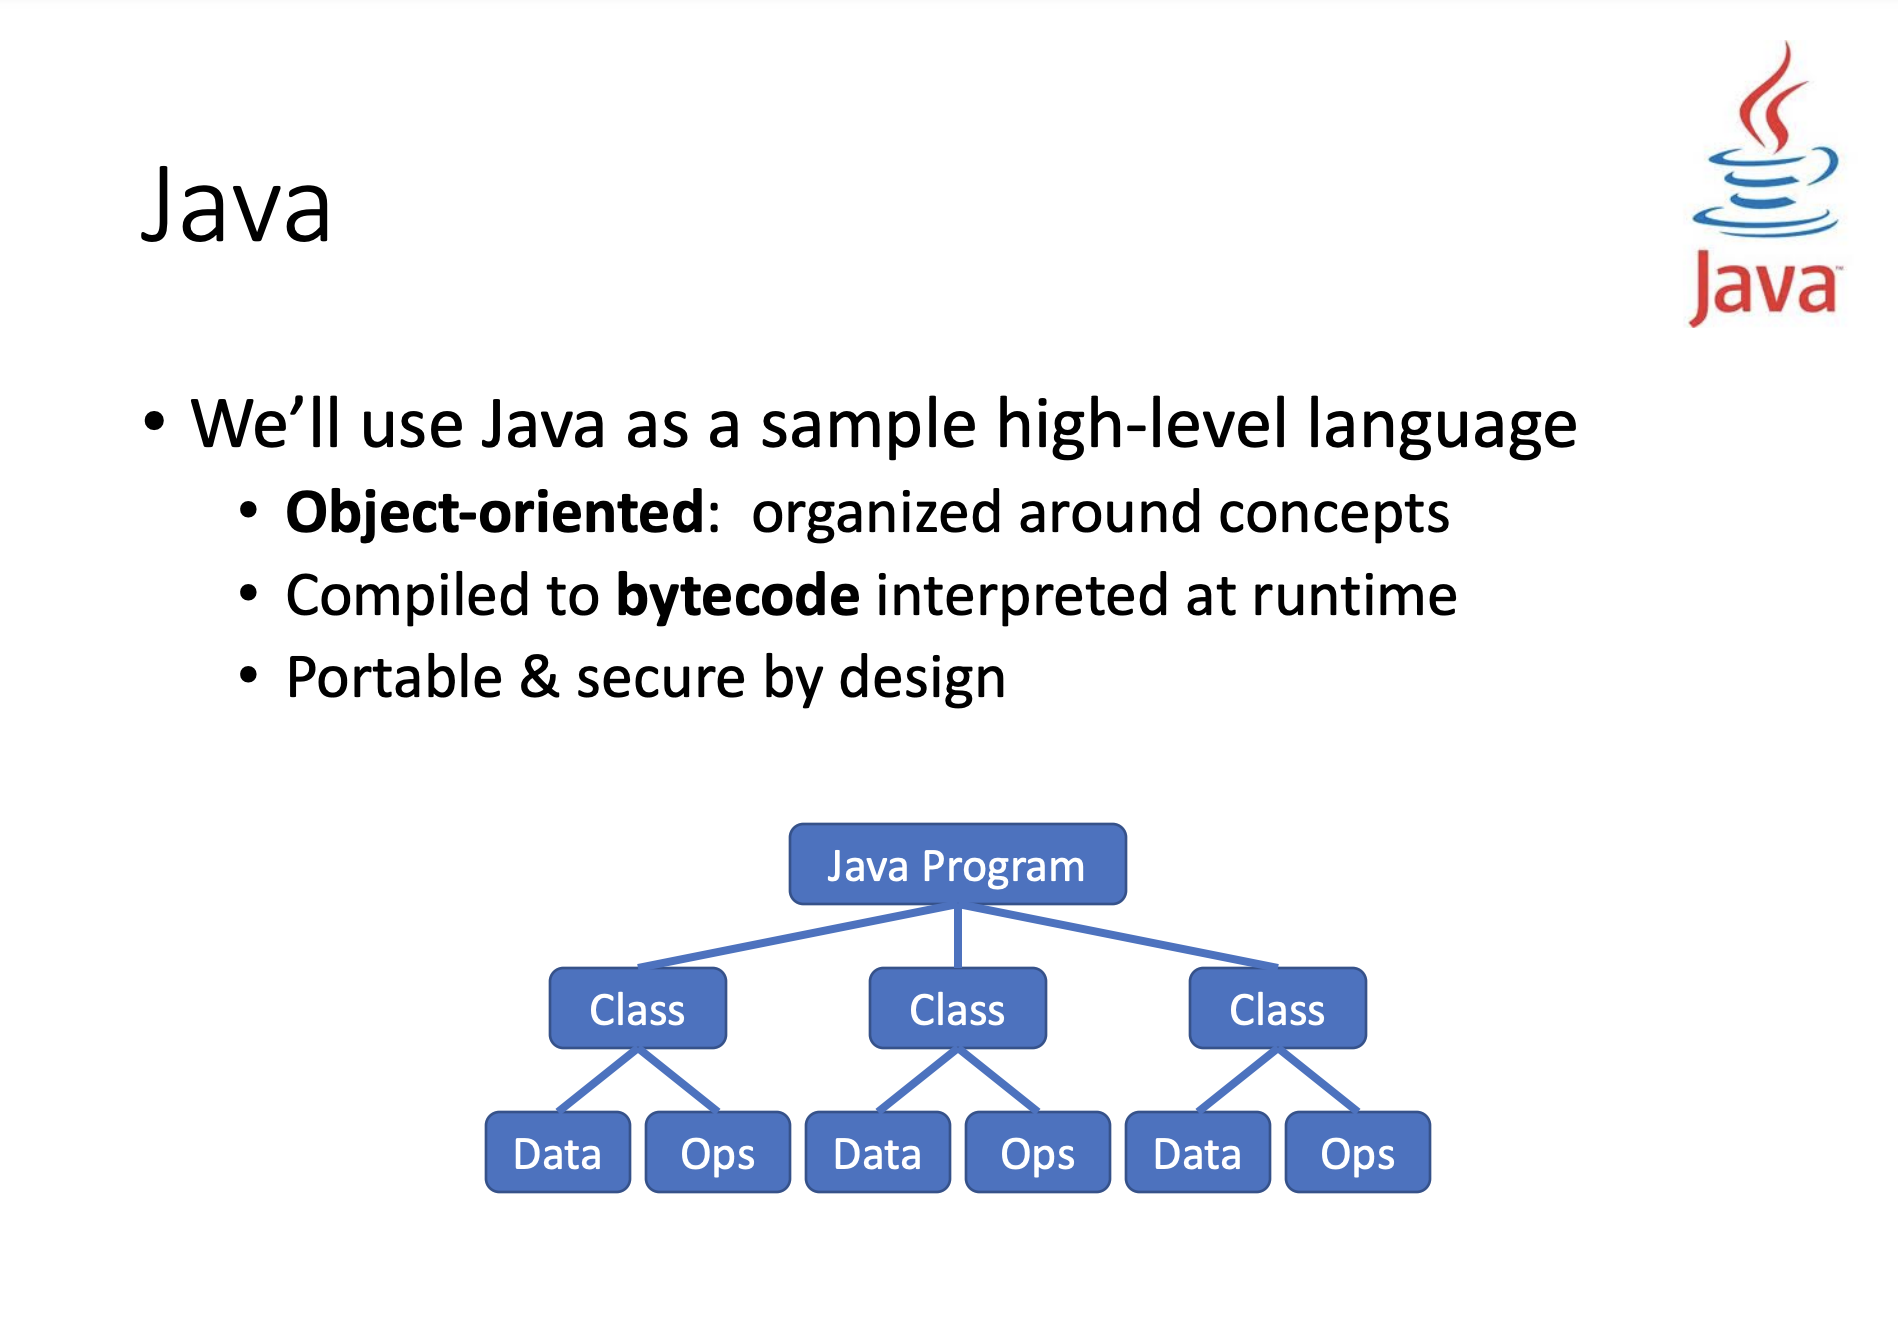 Java
Java™
• We’ll use Java as a sample high-level language
• Object-oriented:  organized around concepts
• Compiled to bytecode interpreted at runtime
• Portable & secure by design
Java Program
Class Class Class
Data Ops Data Ops Data Ops